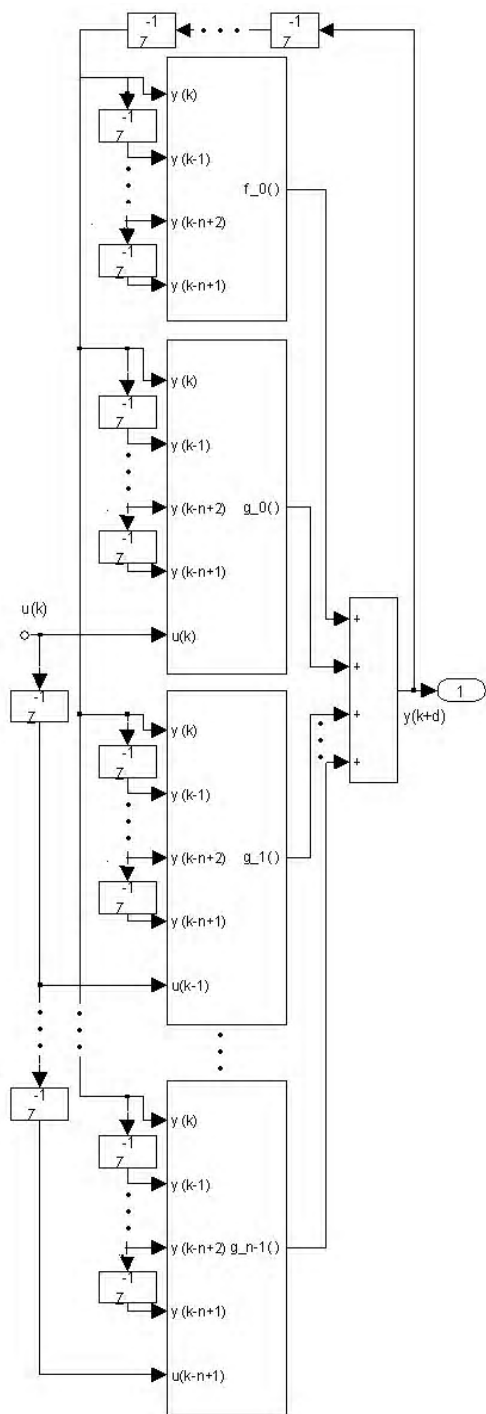 -1
z
-1
z
y(k)
-1
z
y(k-1)
f_0()
y(k-n+2)
-1
z
y(k-n+1)
y(k)
-1
z
y(k-1)
y(k-n+2)
g_0()
-1
z
y(k-n+1)
u(k)
u(k)
+
+
-1
z
y(k)
+
1
y(k+d)
-1
z
+
y(k-1)
y(k-n+2)
g_1()
-1
z
y(k-n+1)
u(k-1)
-1
z
y(k)
-1
z
y(k-1)
y(k-n+2)
g_n-1()
-1
z
y(k-n+1)
u(k-n+1)